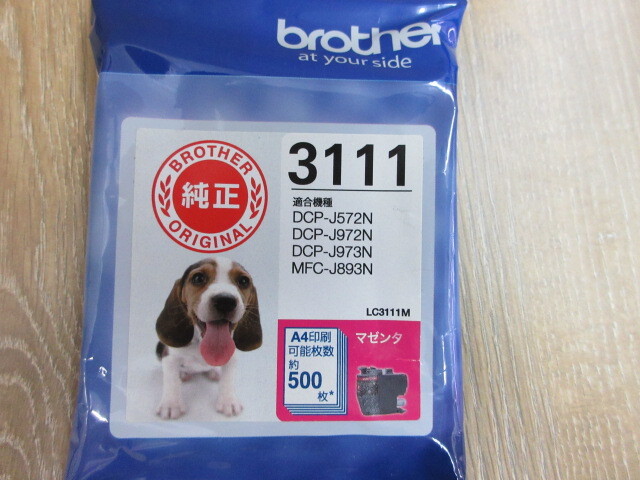 brother
at your side
BROTHER
純正
ORIGINAL
3111
適合機種
DCP-J572N
DCP-J972N
DCP-J973N
MFC-J893N
LC3111M
A4印刷
可能枚数
約
500
枚*
マゼンタ